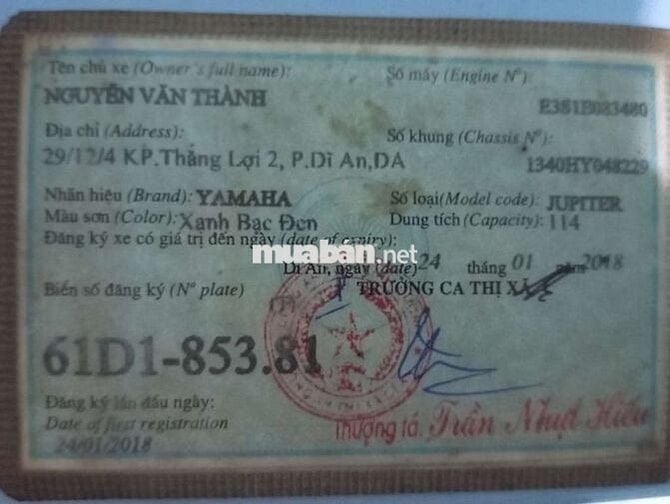 Tên chủ xe (Owner's full name):
NGUYỄN VĂN THÀNH
Số máy (Engine N°):
E3S1E083480
Địa chỉ (Address):
29/12/4 KP.Thắng Lợi 2, P.Dĩ An,DA
Số khung (Chassis N°):
1340HY048229
Nhãn hiệu (Brand): YAMAHA
Số loại(Model code): JUPITER
Màu sơn (Color): Xanh Bạc Đen
Dung tích (Capacity): 114
Đăng ký xe có giá trị đến ngày (date of expiry):
muaban.net
Dĩ An, ngày (date) 24 tháng 01 năm 2018
Biển số đăng ký (N° plate)
TRƯỞNG CA THỊ XÃ
61D1-853.81
Đăng ký lần đầu ngày:
Date of first registration
24/01/2018
Thượng tá. Trần Nhựt Hiếu